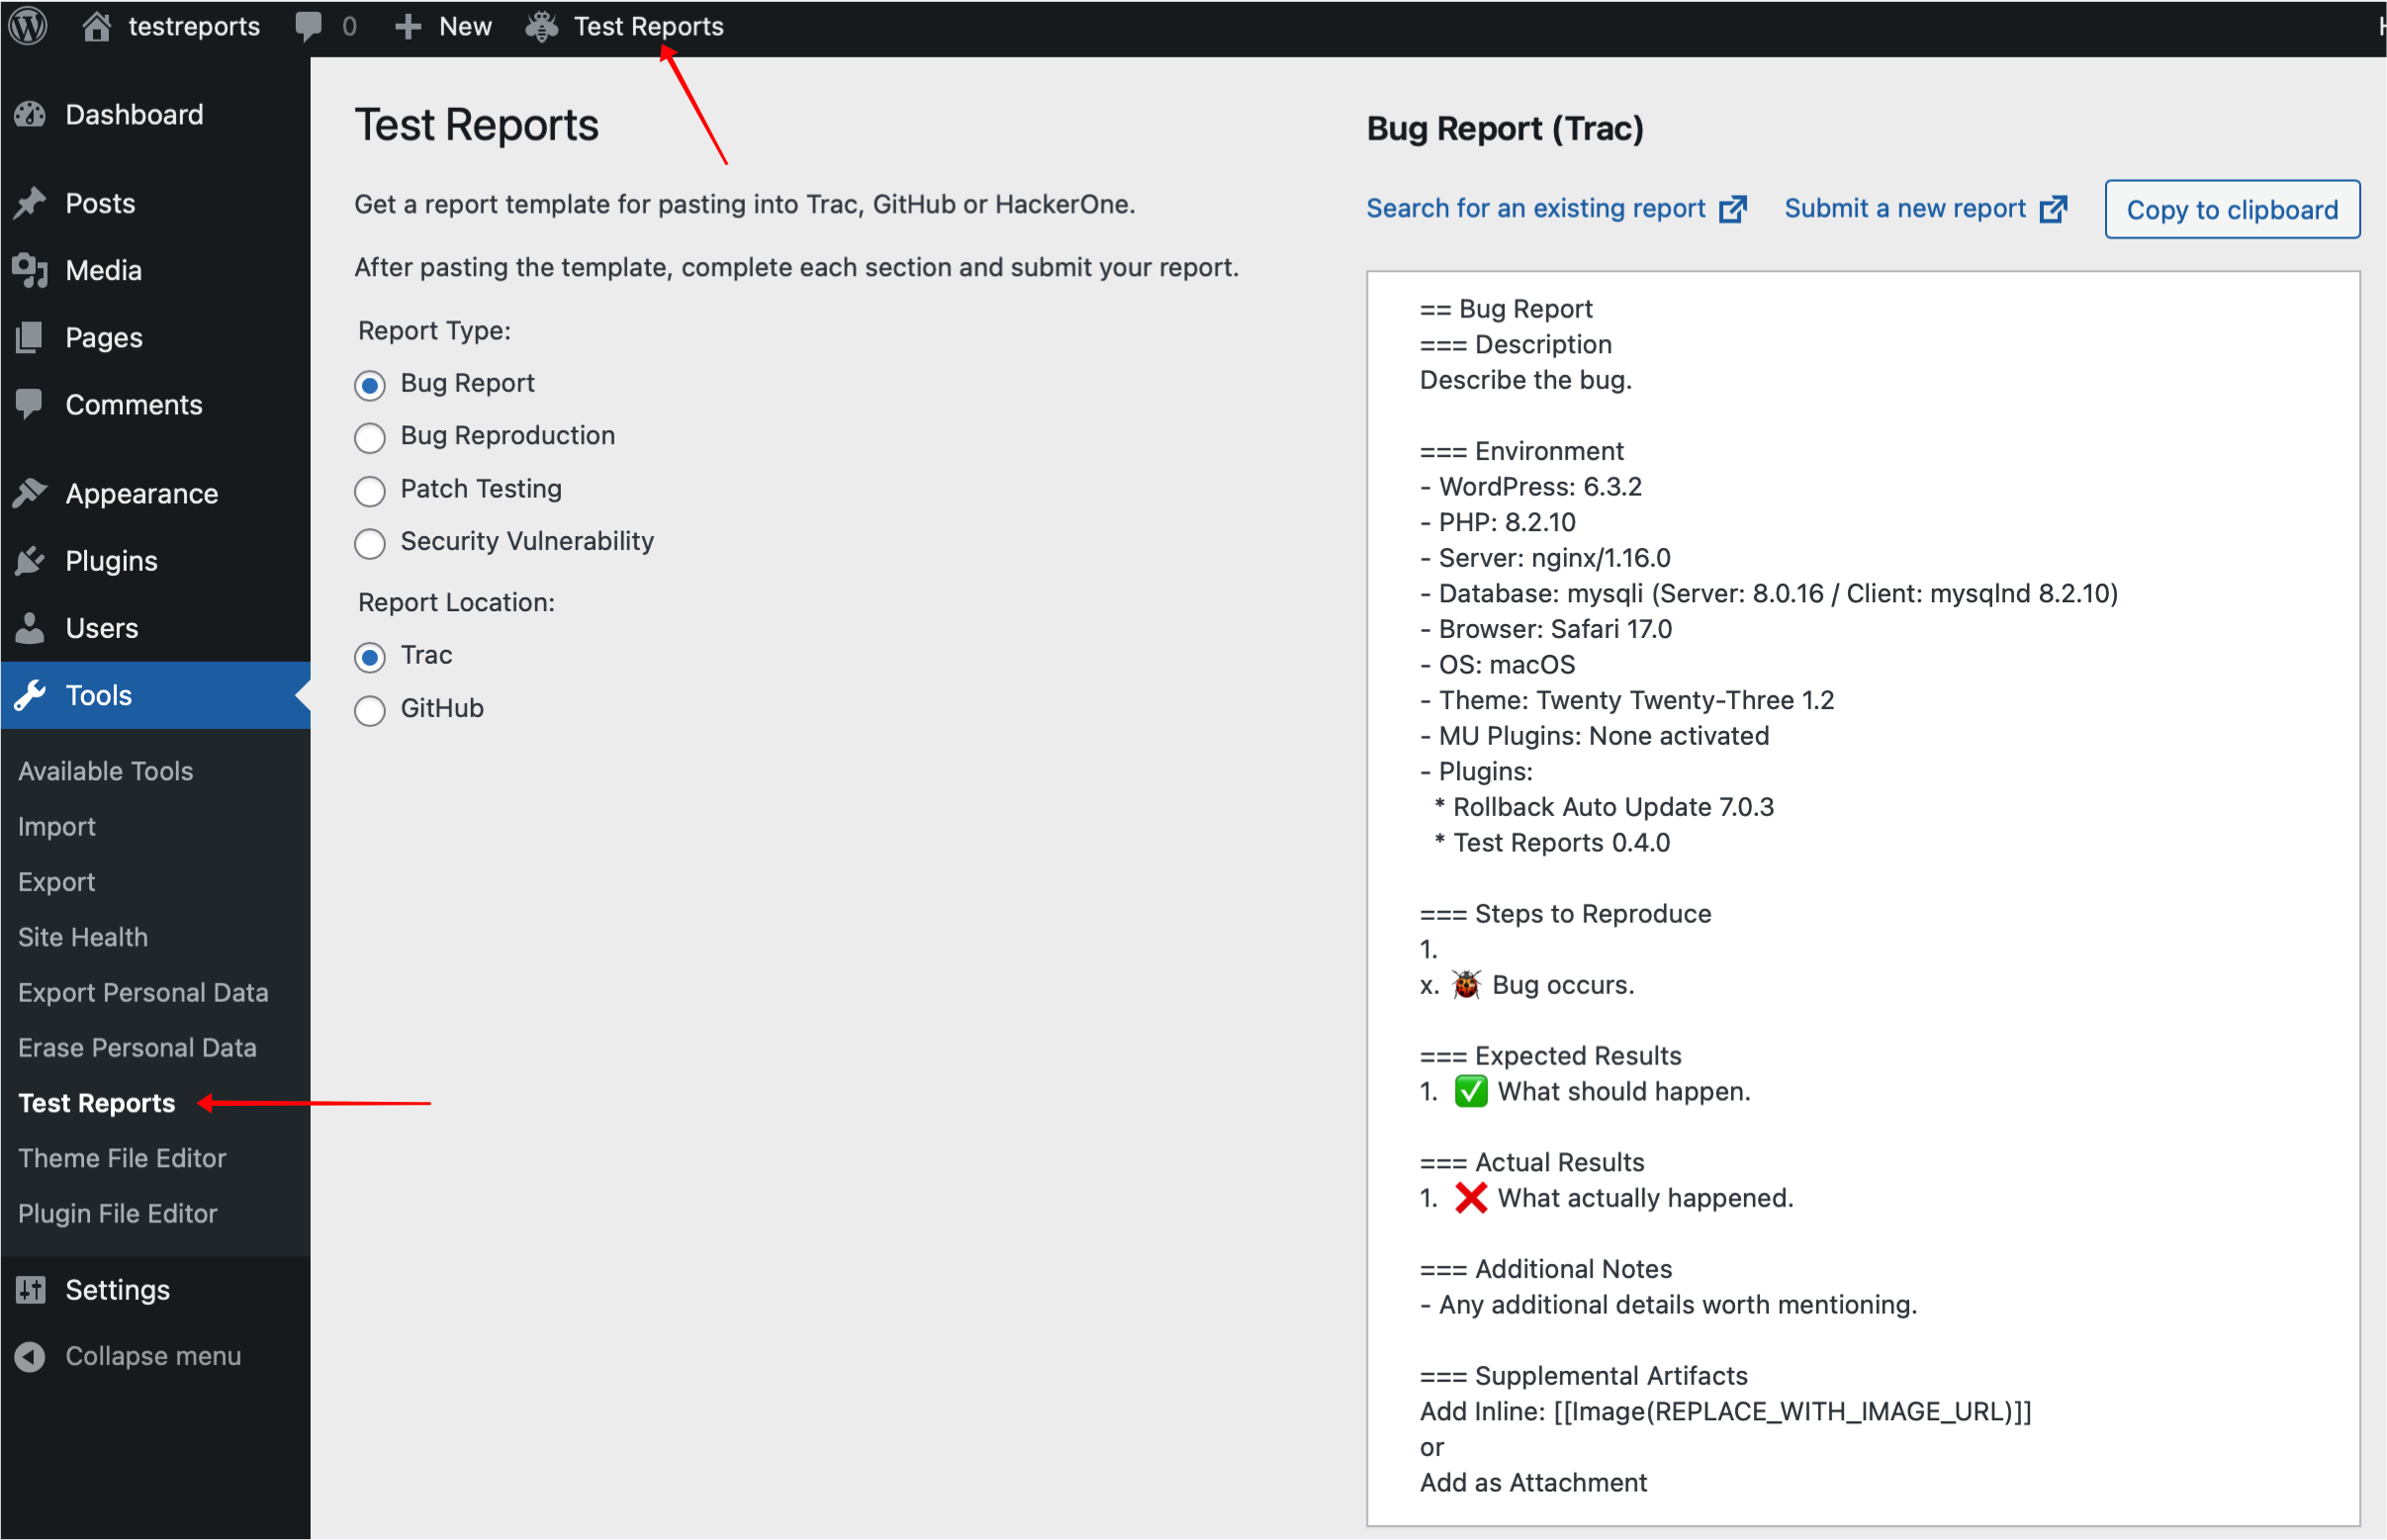 testreports 0 New Test Reports
Dashboard
Posts
Media
Pages
Comments
Appearance
Plugins
Users
Tools
Available Tools
Import
Export
Site Health
Export Personal Data
Erase Personal Data
Test Reports
Theme File Editor
Plugin File Editor
Settings
Collapse menu
Test Reports
Get a report template for pasting into Trac, GitHub or HackerOne.
After pasting the template, complete each section and submit your report.
Report Type:
Bug Report
Bug Reproduction
Patch Testing
Security Vulnerability
Report Location:
Trac
GitHub
Bug Report (Trac)
Search for an existing report Submit a new report Copy to clipboard
== Bug Report
=== Description
Describe the bug.
=== Environment
- WordPress: 6.3.2
- PHP: 8.2.10
- Server: nginx/1.16.0
- Database: mysqli (Server: 8.0.16 / Client: mysqlnd 8.2.10)
- Browser: Safari 17.0
- OS: macOS
- Theme: Twenty Twenty-Three 1.2
- MU Plugins: None activated
- Plugins:
* Rollback Auto Update 7.0.3
* Test Reports 0.4.0
=== Steps to Reproduce
1.
x. 🐞 Bug occurs.
=== Expected Results
1. ✅ What should happen.
=== Actual Results
1. ❌ What actually happened.
=== Additional Notes
- Any additional details worth mentioning.
=== Supplemental Artifacts
Add Inline: [[Image(REPLACE_WITH_IMAGE_URL)]]
or
Add as Attachment